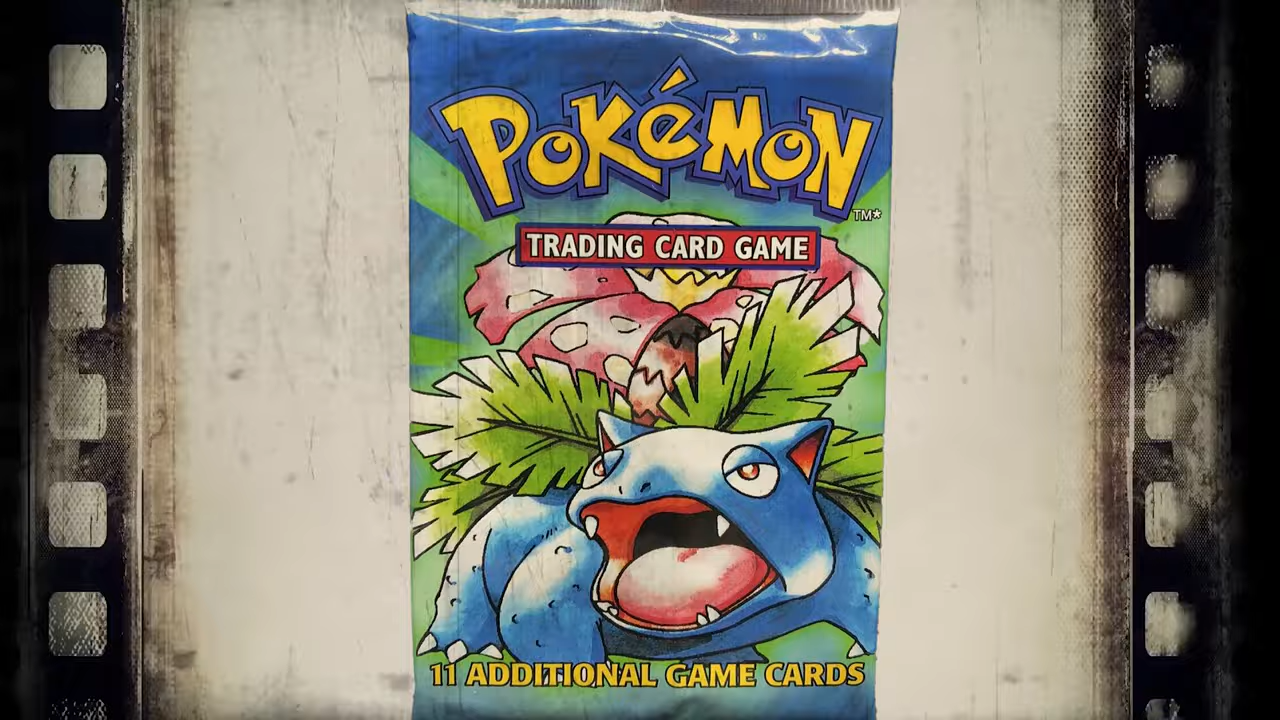 POKéMON
TM*
TRADING CARD GAME
11 ADDITIONAL GAME CARDS